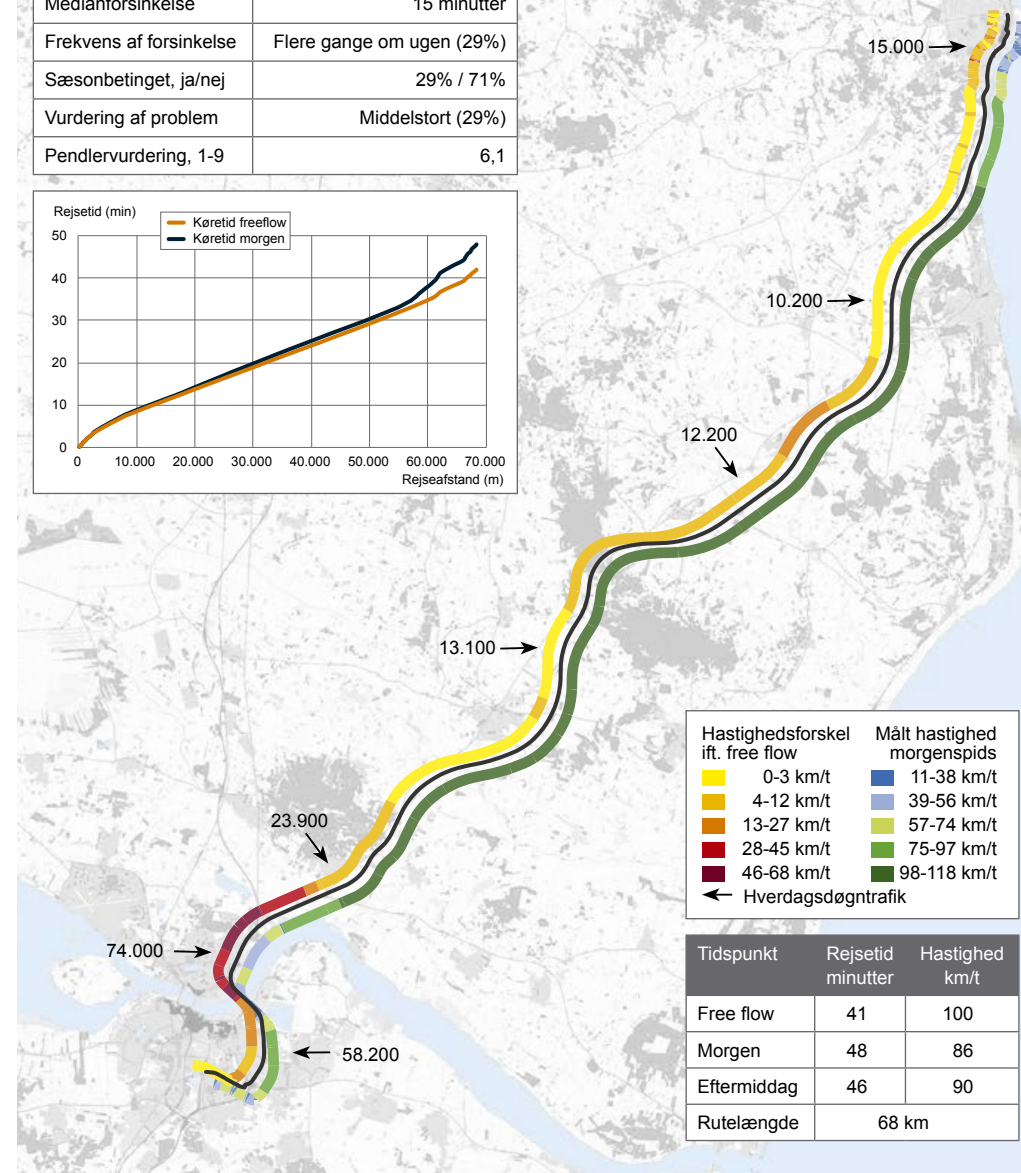 Medianforsinkelse 15 minutter
Frekvens af forsinkelse Flere gange om ugen (29%)
Sæsonbetinget, ja/nej 29% / 71%
Vurdering af problem Middelstort (29%)
Pendlervurdering, 1-9 6,1
Rejsetid (min)
Køretid freeflow
Køretid morgen
50
40
30
20
10
0
0 10.000 20.000 30.000 40.000 50.000 60.000 70.000
Rejseafstand (m)
15.000
10.200
12.200
13.100
23.900
74.000
58.200
Hastighedsforskel ift. free flow
0-3 km/t
4-12 km/t
13-27 km/t
28-45 km/t
46-68 km/t
Målt hastighed morgenspids
11-38 km/t
39-56 km/t
57-74 km/t
75-97 km/t
98-118 km/t
Hverdagsdøgntrafik
Tidspunkt Rejsetid minutter Hastighed km/t
Free flow 41 100
Morgen 48 86
Eftermiddag 46 90
Rutelængde 68 km